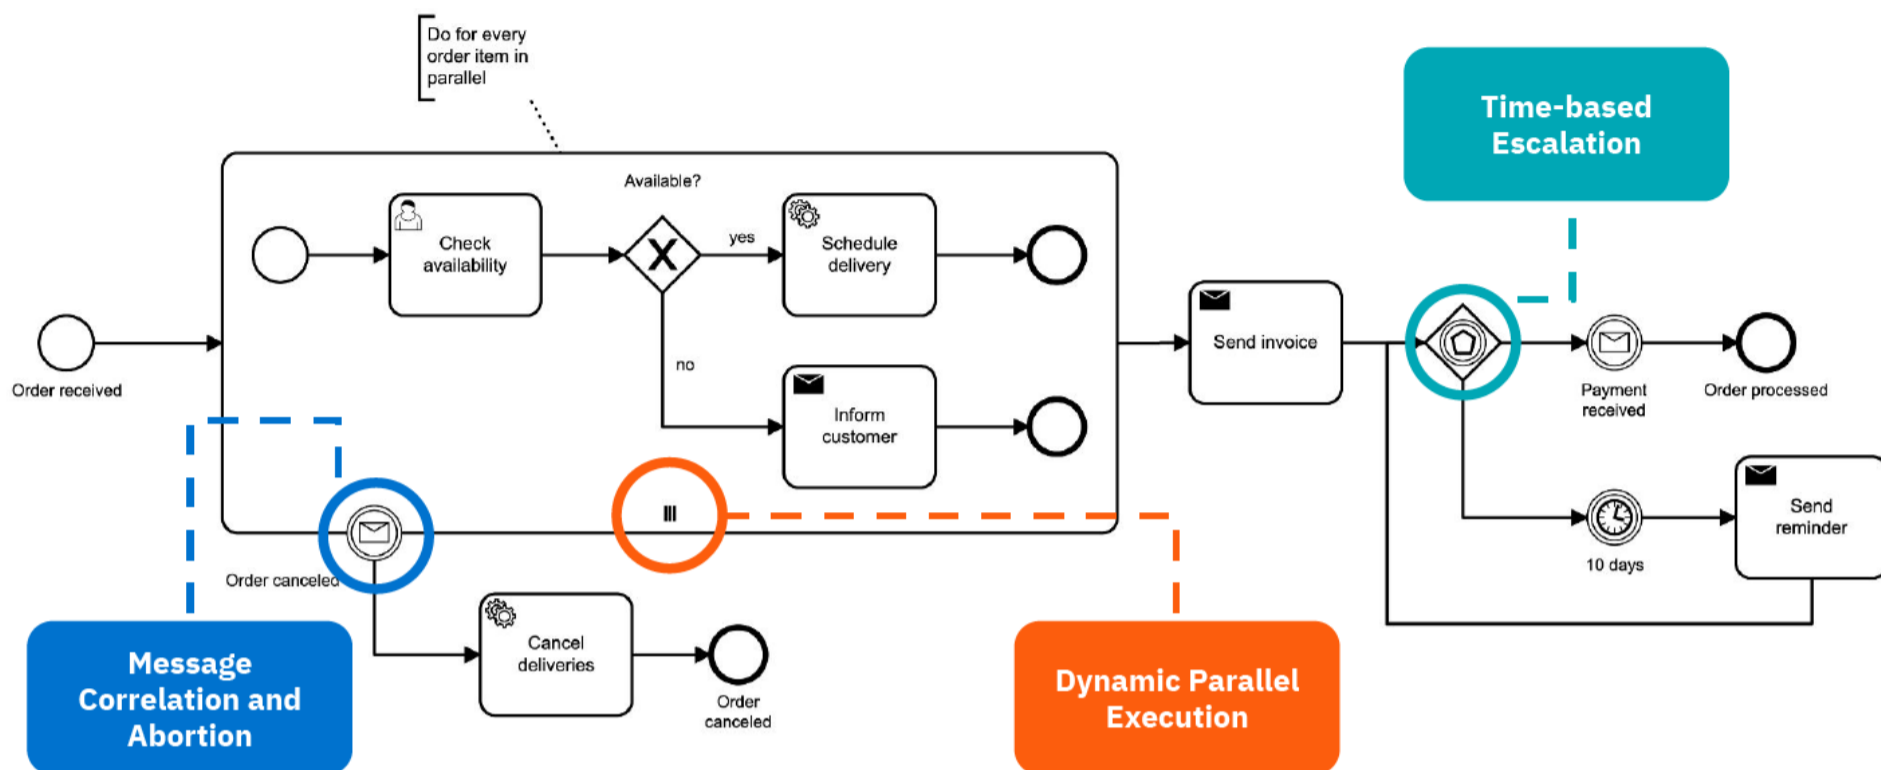 Do for every
order item in
parallel
Time-based
Escalation
Available?
Check
availability
yes
Schedule
delivery
Order received
no
Inform
customer
Send invoice
Payment
received
Order processed
Send
reminder
10 days
Order canceled
Cancel
deliveries
Order
canceled
Message
Correlation and
Abortion
Dynamic Parallel
Execution